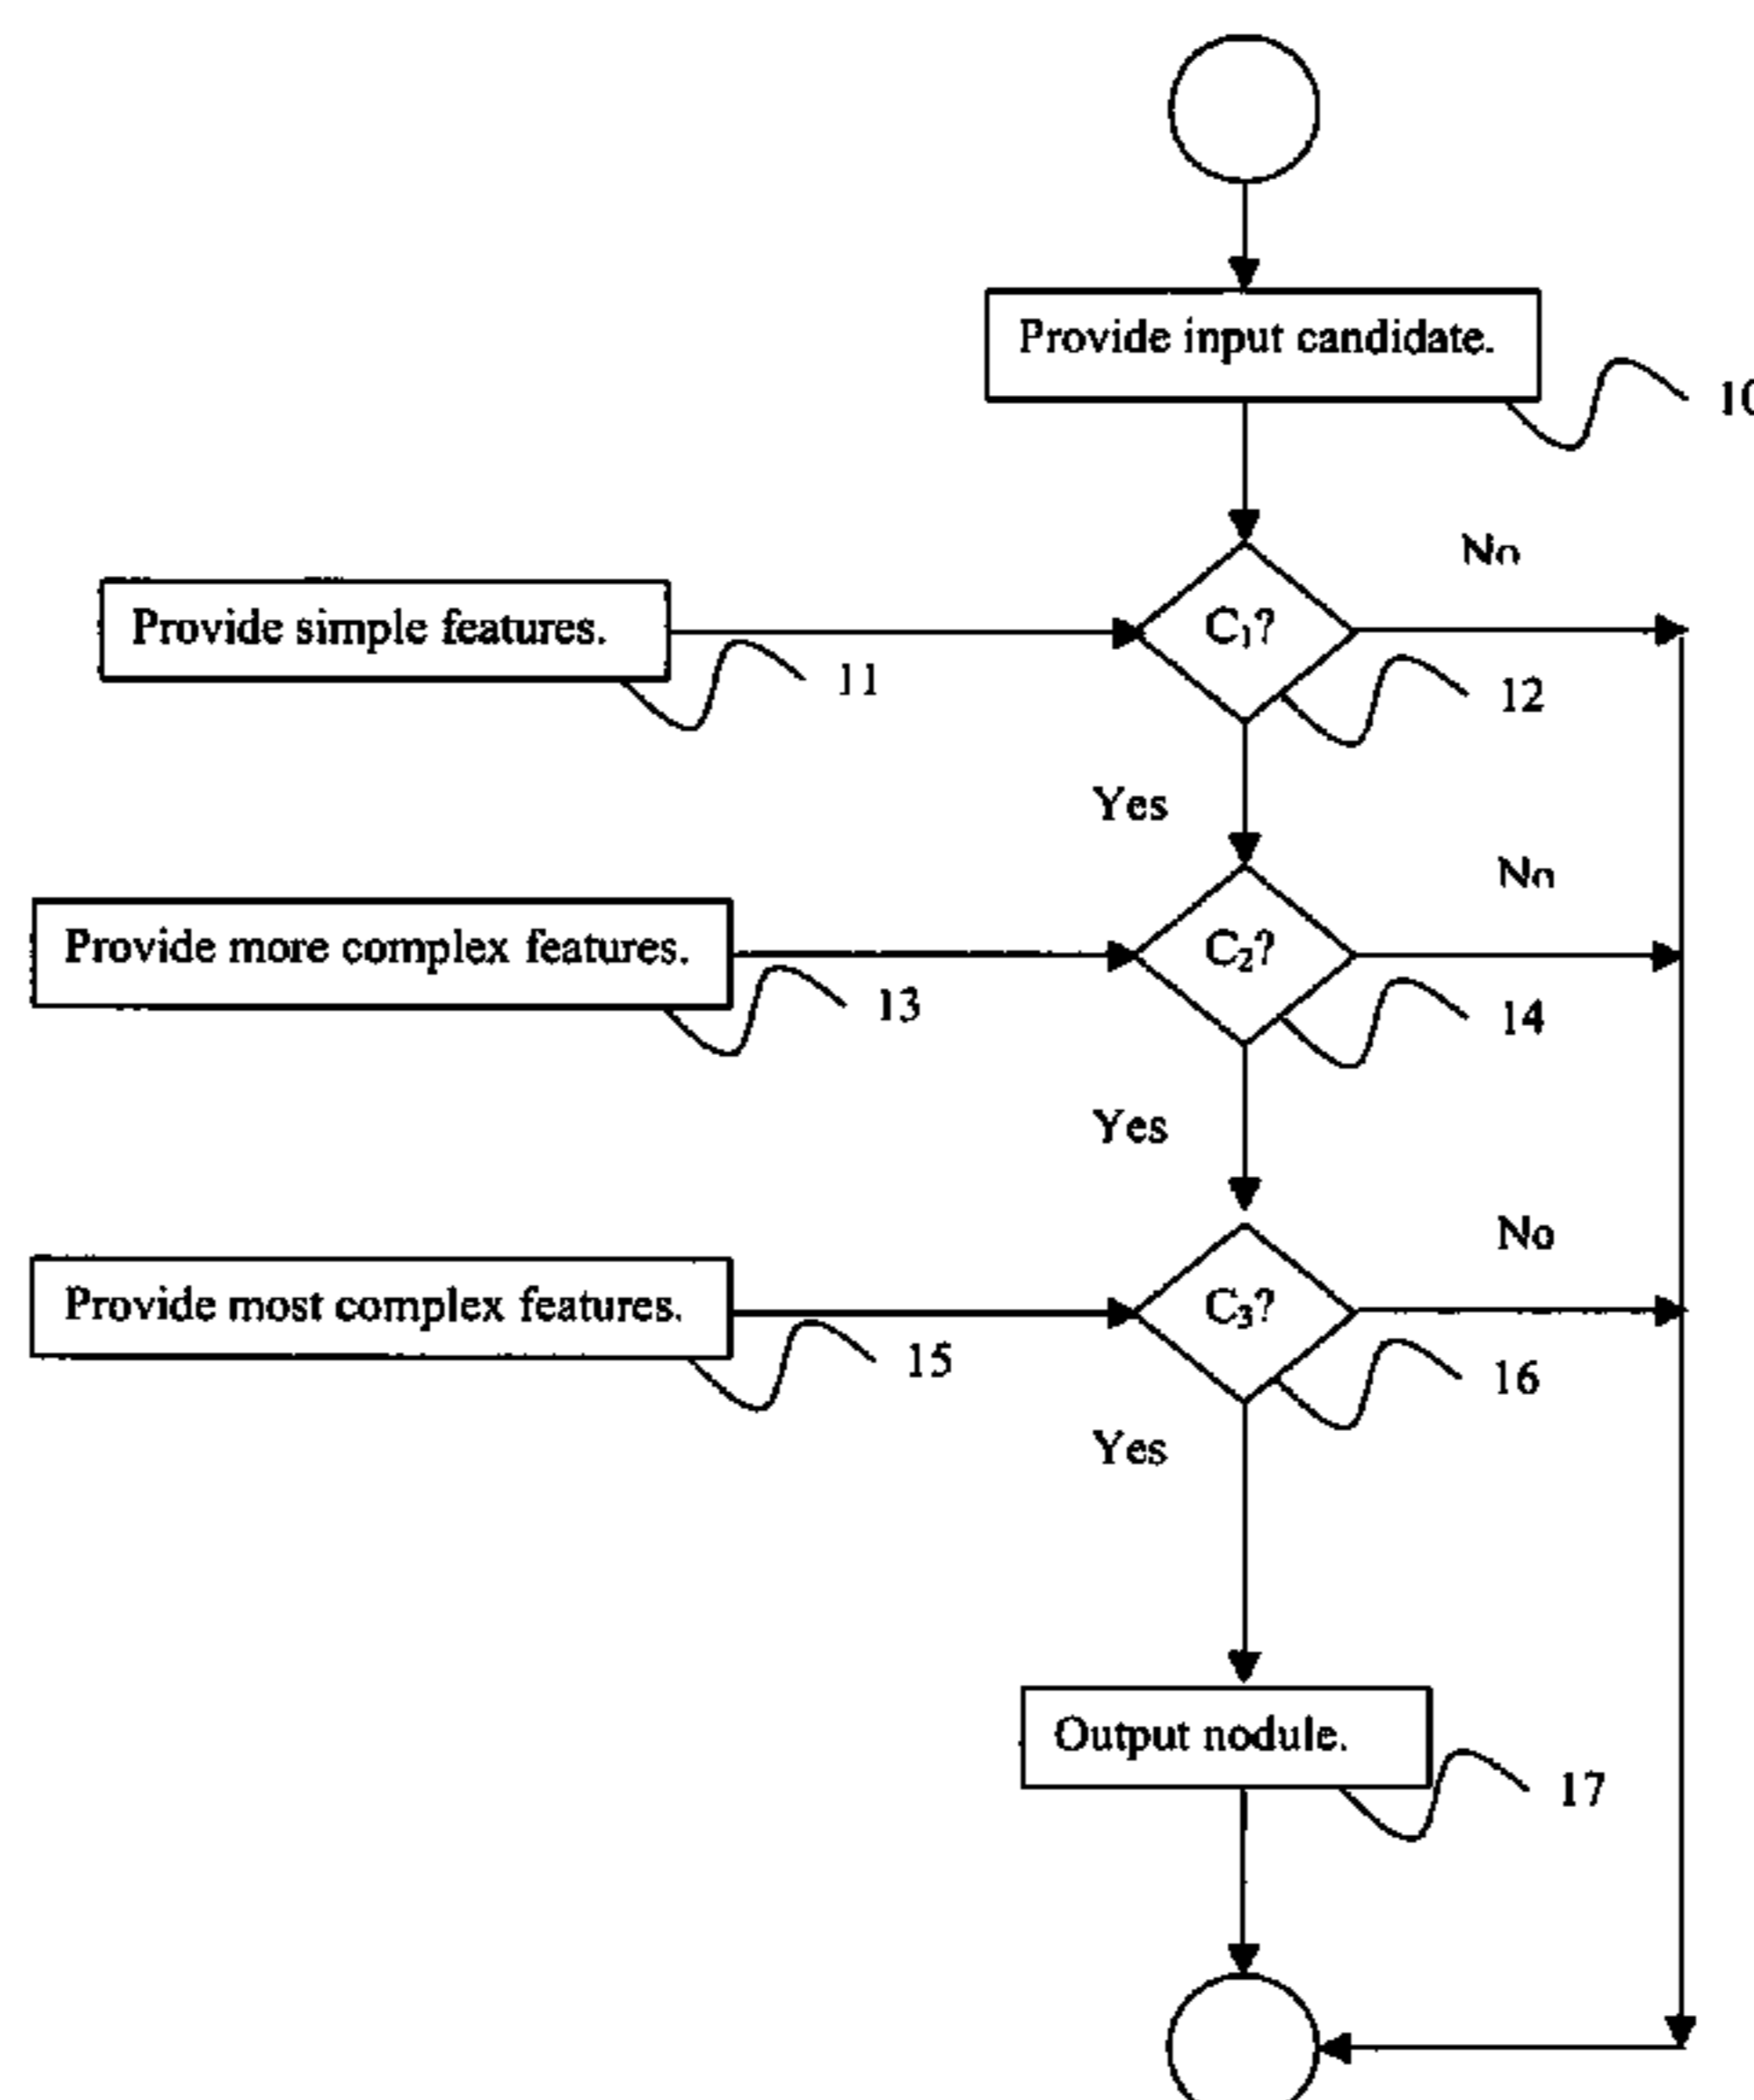 Provide input candidate.
10
No
Provide simple features.
C₁?
11
12
Yes
No
Provide more complex features.
C₂?
13
14
Yes
No
Provide most complex features.
C₃?
15
16
Yes
Output nodule.
17